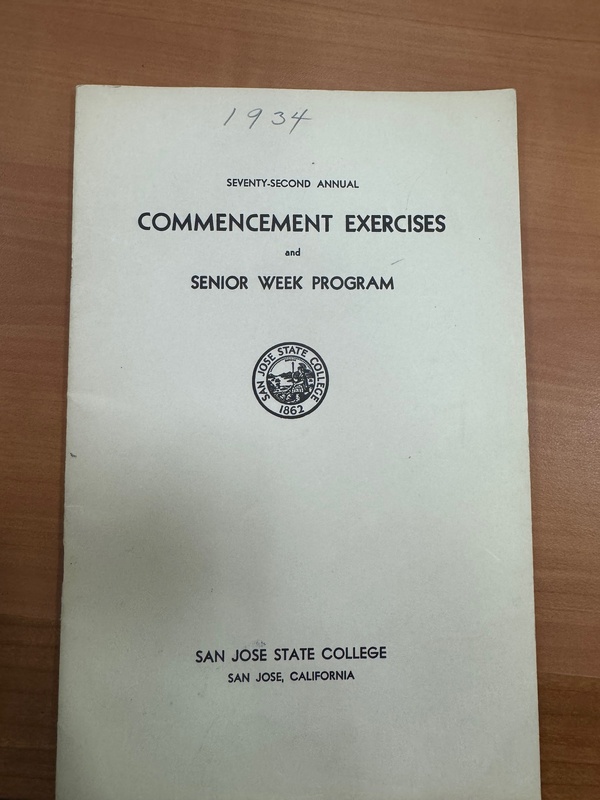 1934
SEVENTY-SECOND ANNUAL
COMMENCEMENT EXERCISES
and
SENIOR WEEK PROGRAM
SAN JOSE STATE COLLEGE
1862
SAN JOSE STATE COLLEGE
SAN JOSE, CALIFORNIA